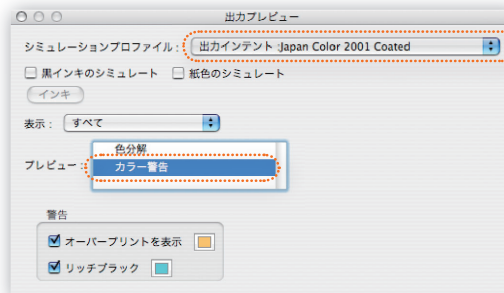 出力プレビュー
シミュレーションプロファイル： 出力インテント :Japan Color 2001 Coated
黒インキのシミュレート 紙色のシミュレート
インキ
表示： すべて
色分解
プレビュー： カラー警告
警告
オーバープリントを表示
リッチブラック